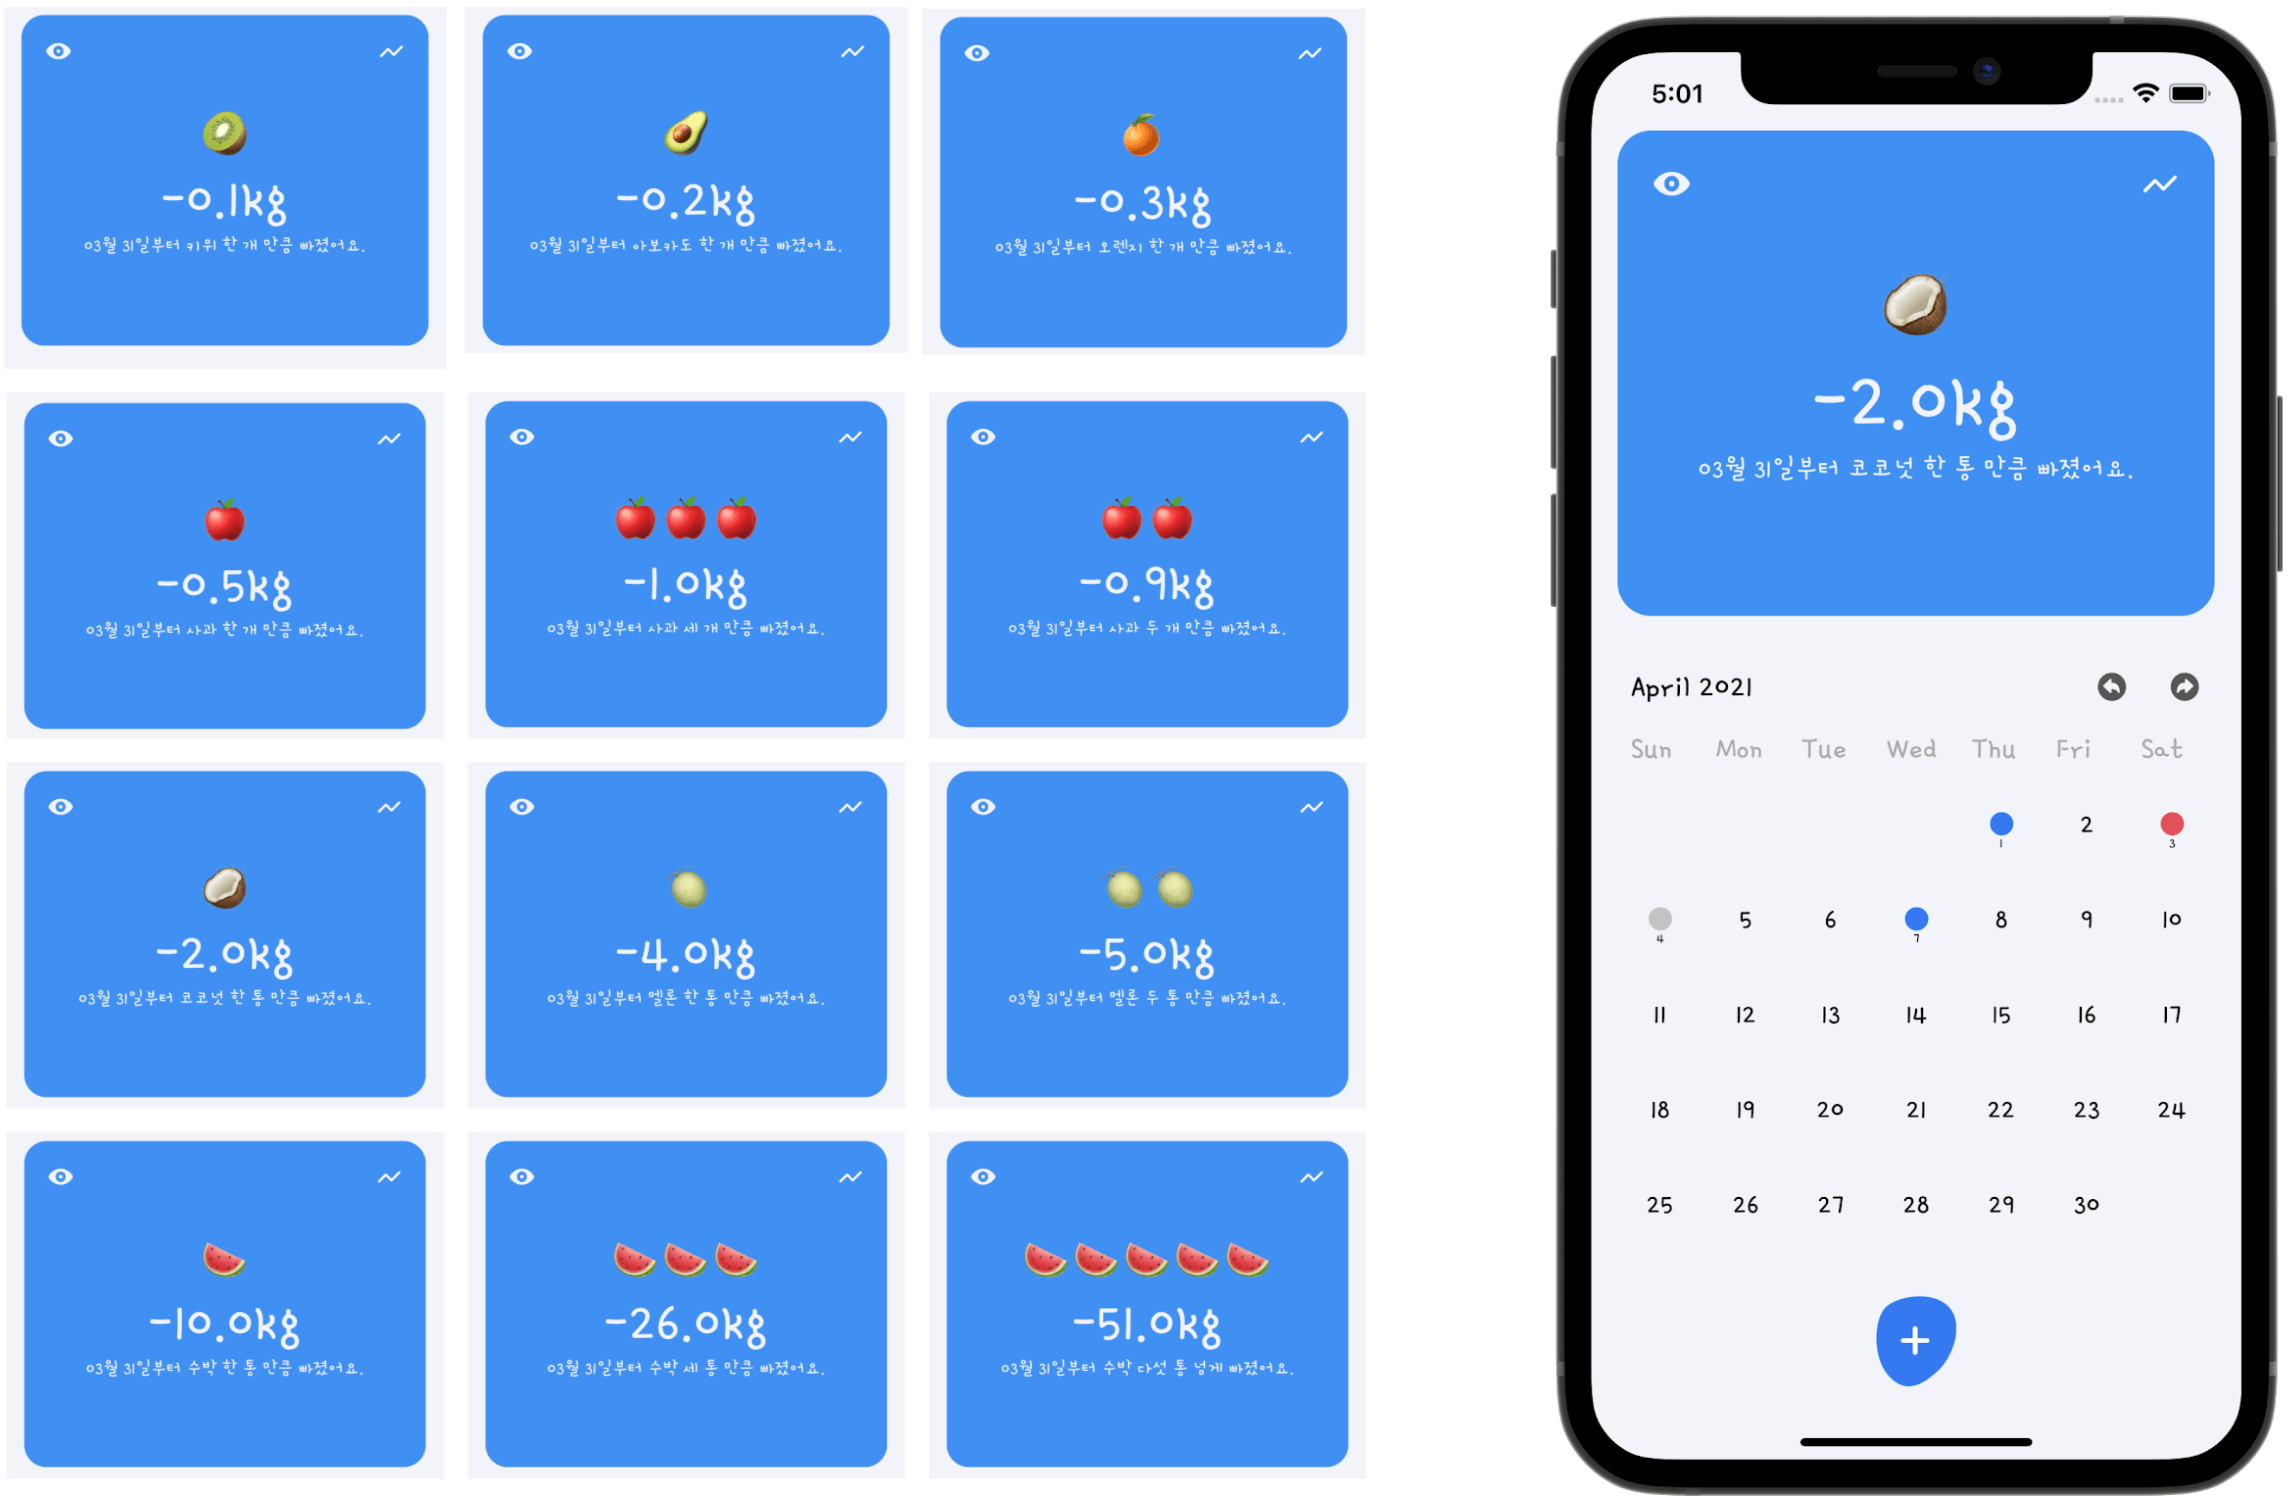 -0.1kg
03월 31일부터 키위 한 개 만큼 빠졌어요.
-0.2kg
03월 31일부터 아보카도 한 개 만큼 빠졌어요.
-0.3kg
03월 31일부터 오렌지 한 개 만큼 빠졌어요.
-0.5kg
03월 31일부터 사과 한 개 만큼 빠졌어요.
-1.0kg
03월 31일부터 사과 세 개 만큼 빠졌어요.
-0.9kg
03월 31일부터 사과 두 개 만큼 빠졌어요.
-2.0kg
03월 31일부터 코코넛 한 통 만큼 빠졌어요.
-4.0kg
03월 31일부터 멜론 한 통 만큼 빠졌어요.
-5.0kg
03월 31일부터 멜론 두 통 만큼 빠졌어요.
-10.0kg
03월 31일부터 수박 한 통 만큼 빠졌어요.
-26.0kg
03월 31일부터 수박 세 통 만큼 빠졌어요.
-51.0kg
03월 31일부터 수박 다섯 통 넘게 빠졌어요.
5:01
-2.0kg
03월 31일부터 코코넛 한 통 만큼 빠졌어요.
April 2021
Sun Mon Tue Wed Thu Fri Sat
1 2 3
4 5 6 7 8 9 10
11 12 13 14 15 16 17
18 19 20 21 22 23 24
25 26 27 28 29 30